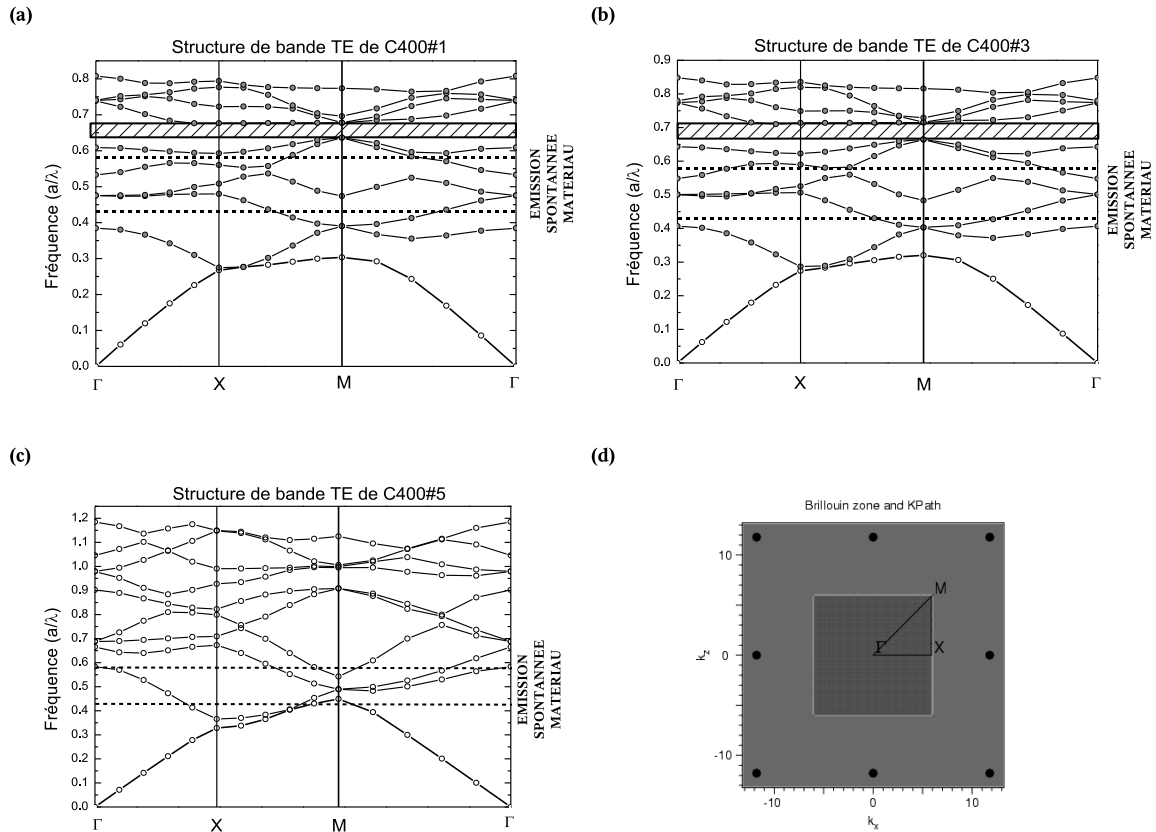 (a)
Structure de bande TE de C400#1
Fréquence (a/λ)
0.8
0.7
0.6
0.5
0.4
0.3
0.2
0.1
0.0
Γ X M Γ
EMISSION
SPONTANNEE
MATERIAU
(b)
Structure de bande TE de C400#3
Fréquence (a/λ)
0.9
0.8
0.7
0.6
0.5
0.4
0.3
0.2
0.1
0.0
Γ X M Γ
EMISSION
SPONTANNEE
MATERIAU
(c)
Structure de bande TE de C400#5
Fréquence (a/λ)
1.2
1.1
1.0
0.9
0.8
0.7
0.6
0.5
0.4
0.3
0.2
0.1
0.0
Γ X M Γ
EMISSION
SPONTANNEE
MATERIAU
(d)
Brillouin zone and KPath
k_z
10
0
-10
M
Γ X
-10 0 10
k_x